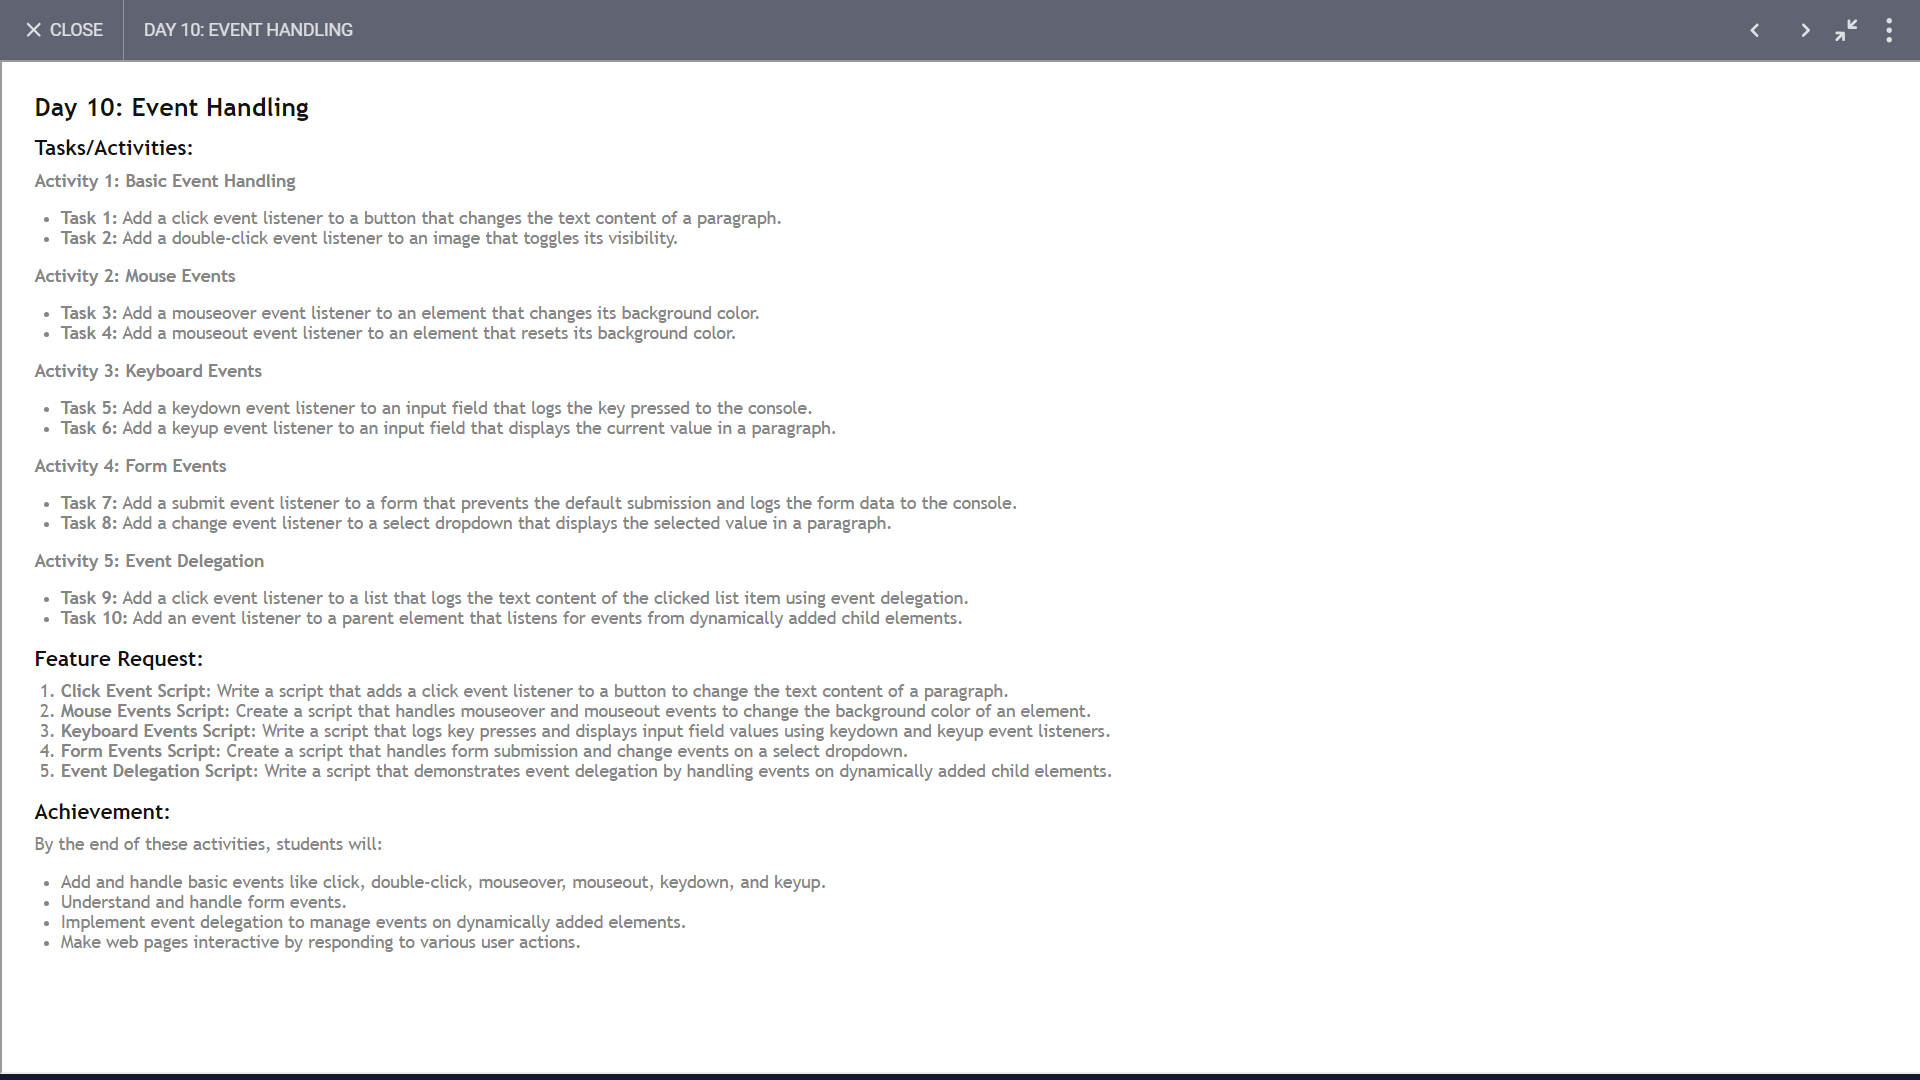 CLOSE
DAY 10: EVENT HANDLING
Day 10: Event Handling
Tasks/Activities:
Activity 1: Basic Event Handling
• Task 1: Add a click event listener to a button that changes the text content of a paragraph.
• Task 2: Add a double-click event listener to an image that toggles its visibility.
Activity 2: Mouse Events
• Task 3: Add a mouseover event listener to an element that changes its background color.
• Task 4: Add a mouseout event listener to an element that resets its background color.
Activity 3: Keyboard Events
• Task 5: Add a keydown event listener to an input field that logs the key pressed to the console.
• Task 6: Add a keyup event listener to an input field that displays the current value in a paragraph.
Activity 4: Form Events
• Task 7: Add a submit event listener to a form that prevents the default submission and logs the form data to the console.
• Task 8: Add a change event listener to a select dropdown that displays the selected value in a paragraph.
Activity 5: Event Delegation
• Task 9: Add a click event listener to a list that logs the text content of the clicked list item using event delegation.
• Task 10: Add an event listener to a parent element that listens for events from dynamically added child elements.
Feature Request:
1. Click Event Script: Write a script that adds a click event listener to a button to change the text content of a paragraph.
2. Mouse Events Script: Create a script that handles mouseover and mouseout events to change the background color of an element.
3. Keyboard Events Script: Write a script that logs key presses and displays input field values using keydown and keyup event listeners.
4. Form Events Script: Create a script that handles form submission and change events on a select dropdown.
5. Event Delegation Script: Write a script that demonstrates event delegation by handling events on dynamically added child elements.
Achievement:
By the end of these activities, students will:
• Add and handle basic events like click, double-click, mouseover, mouseout, keydown, and keyup.
• Understand and handle form events.
• Implement event delegation to manage events on dynamically added elements.
• Make web pages interactive by responding to various user actions.